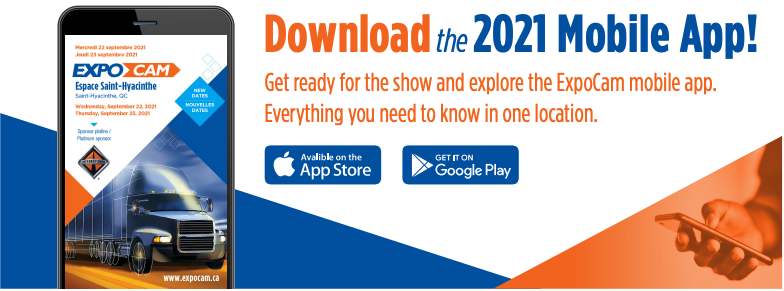 Mercredi 22 septembre 2021
Jeudi 23 septembre 2021
EXPO CAM
Espace Saint-Hyacinthe
Saint-Hyacinthe, QC
Wednesday, September 22, 2021
Thursday, September 23, 2021
NEW
DATES
NOUVELLES
DATES
Sponsor platine /
Platinum sponsor
INTERNATIONAL
www.expocam.ca
Download the 2021 Mobile App!
Get ready for the show and explore the ExpoCam mobile app.
Everything you need to know in one location.
Avalible on the
App Store
GET IT ON
Google Play